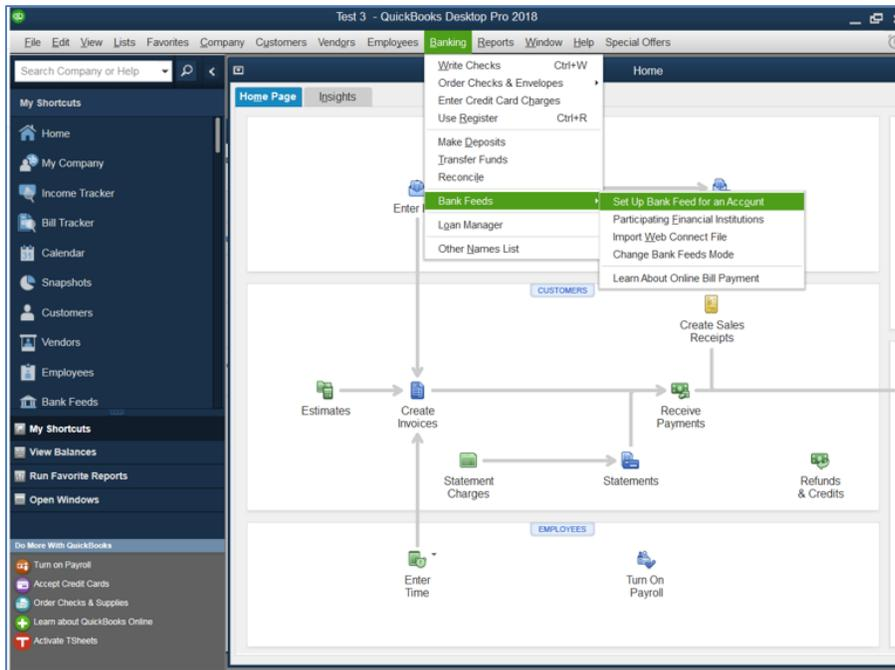 Test 3 - QuickBooks Desktop Pro 2018
File Edit View Lists Favorites Company Customers Vendors Employees Banking Reports Window Help Special Offers
Search Company or Help
My Shortcuts
Home
My Company
Income Tracker
Bill Tracker
Calendar
Snapshots
Customers
Vendors
Employees
Bank Feeds
My Shortcuts
View Balances
Run Favorite Reports
Open Windows
Do More With QuickBooks
Turn on Payroll
Accept Credit Cards
Order Checks & Supplies
Learn about QuickBooks Online
Activate TSheets
Home
Home Page Insights
Write Checks Ctrl+W
Order Checks & Envelopes
Enter Credit Card Charges
Use Register Ctrl+R
Make Deposits
Transfer Funds
Reconcile
Bank Feeds
Loan Manager
Other Names List
Set Up Bank Feed for an Account
Participating Financial Institutions
Import Web Connect File
Change Bank Feeds Mode
Learn About Online Bill Payment
Enter
CUSTOMERS
Create Sales
Receipts
Estimates
Create
Invoices
Receive
Payments
Statement
Charges
Statements
Refunds
& Credits
EMPLOYEES
Enter
Time
Turn On
Payroll